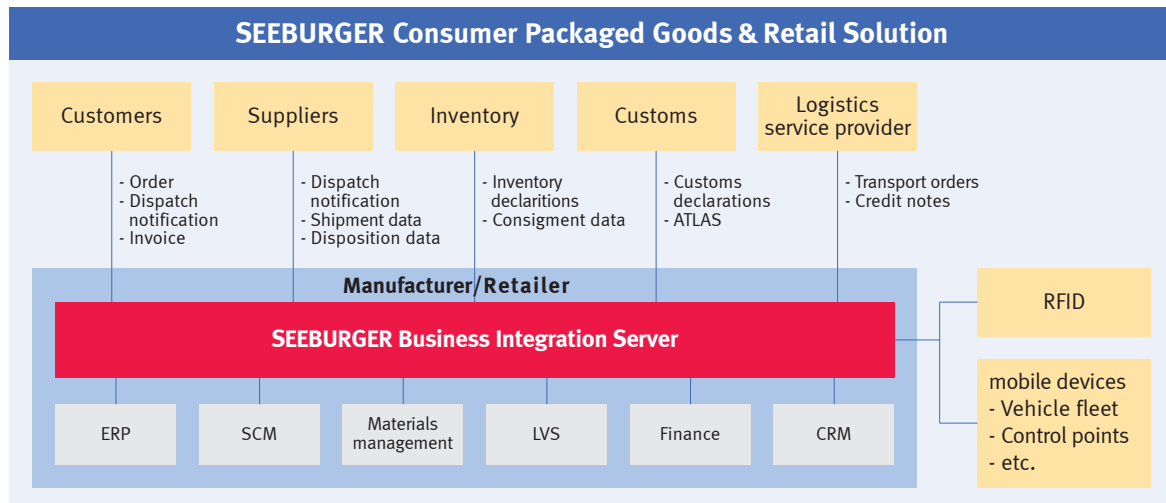 SEEBURGER Consumer Packaged Goods & Retail Solution
Customers
Suppliers
Inventory
Customs
Logistics
service provider
- Order
- Dispatch
notification
- Invoice
- Dispatch
notification
- Shipment data
- Disposition data
- Inventory
declaritions
- Consigment data
- Customs
declarations
- ATLAS
- Transport orders
- Credit notes
Manufacturer/Retailer
SEEBURGER Business Integration Server
ERP
SCM
Materials
management
LVS
Finance
CRM
RFID
mobile devices
- Vehicle fleet
- Control points
- etc.